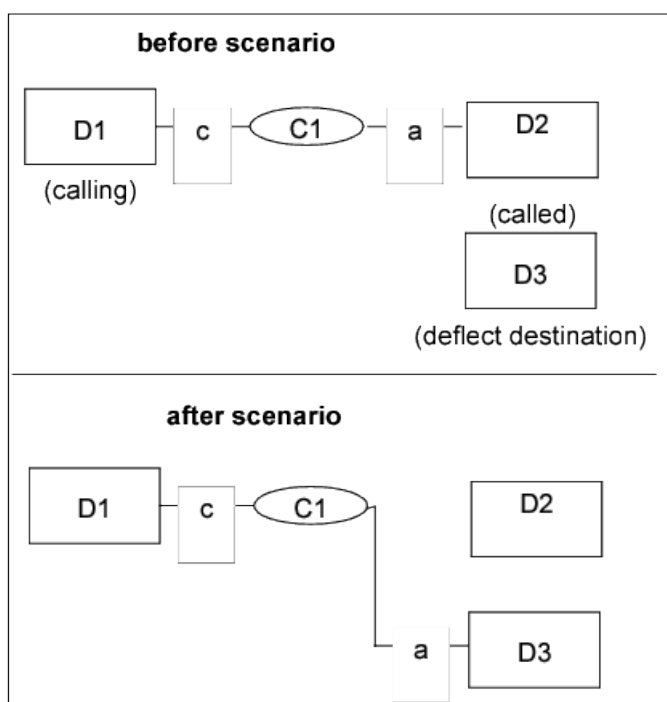 before scenario
D1 c C1 a D2
(calling)
(called)
D3
(deflect destination)
after scenario
D1 c C1 D2
a D3